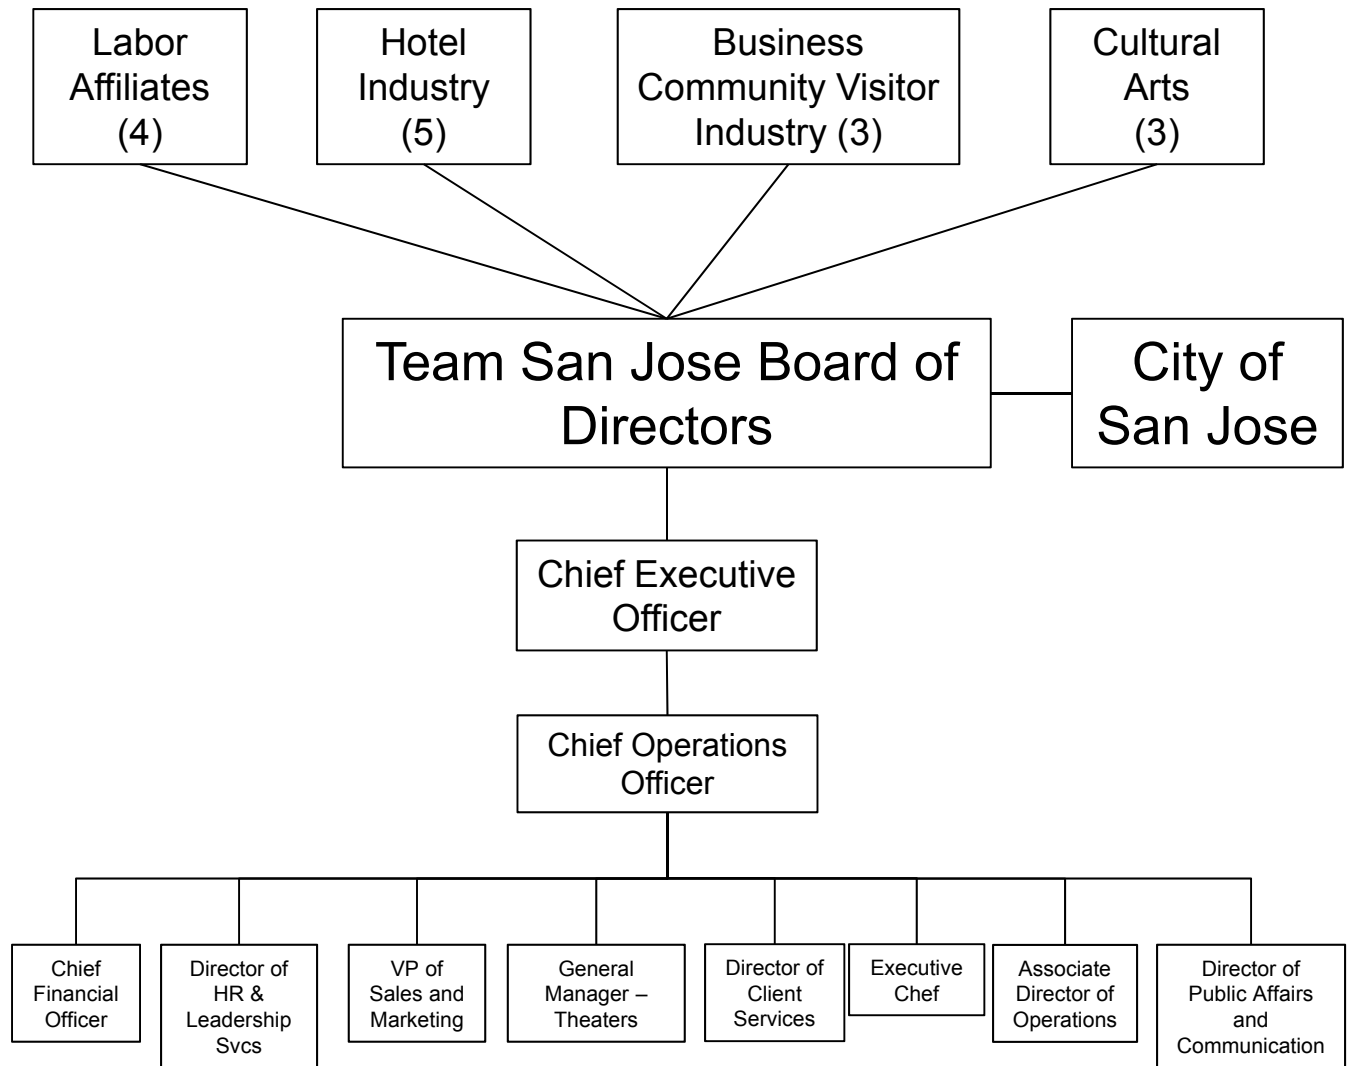 Labor
Affiliates
(4)
Hotel
Industry
(5)
Business
Community Visitor
Industry (3)
Cultural
Arts
(3)
Team San Jose Board of
Directors
City of
San Jose
Chief Executive
Officer
Chief Operations
Officer
Chief
Financial
Officer
Director of
HR &
Leadership
Svcs
VP of
Sales and
Marketing
General
Manager –
Theaters
Director of
Client
Services
Executive
Chef
Associate
Director of
Operations
Director of
Public Affairs
and
Communication